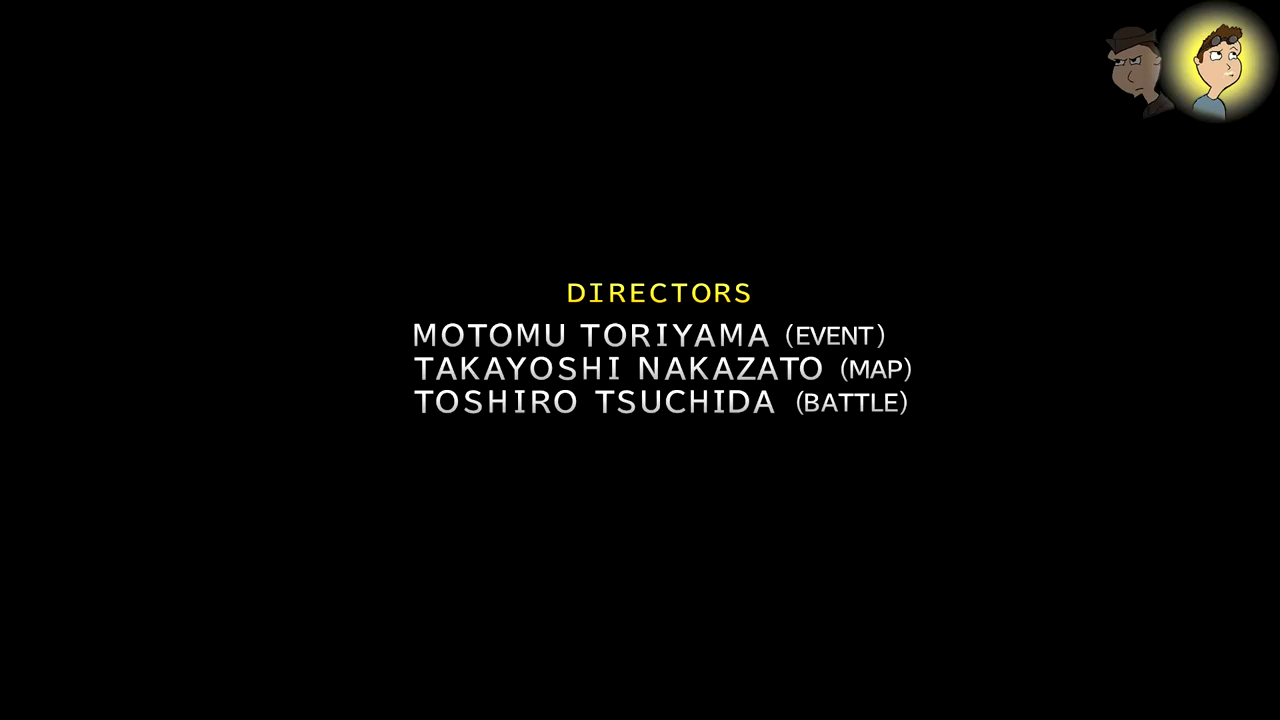 DIRECTORS
MOTOMU TORIYAMA (EVENT)
TAKAYOSHI NAKAZATO (MAP)
TOSHIRO TSUCHIDA (BATTLE)